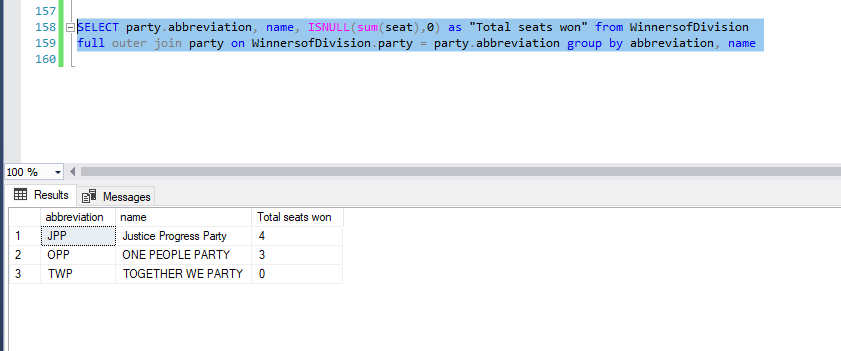 157
158 SELECT party.abbreviation, name, ISNULL(sum(seat),0) as "Total seats won" from WinnersofDivision
159 full outer join party on WinnersofDivision.party = party.abbreviation group by abbreviation, name
160
100 %
Results Messages
abbreviation name Total seats won
1 JPP Justice Progress Party 4
2 OPP ONE PEOPLE PARTY 3
3 TWP TOGETHER WE PARTY 0